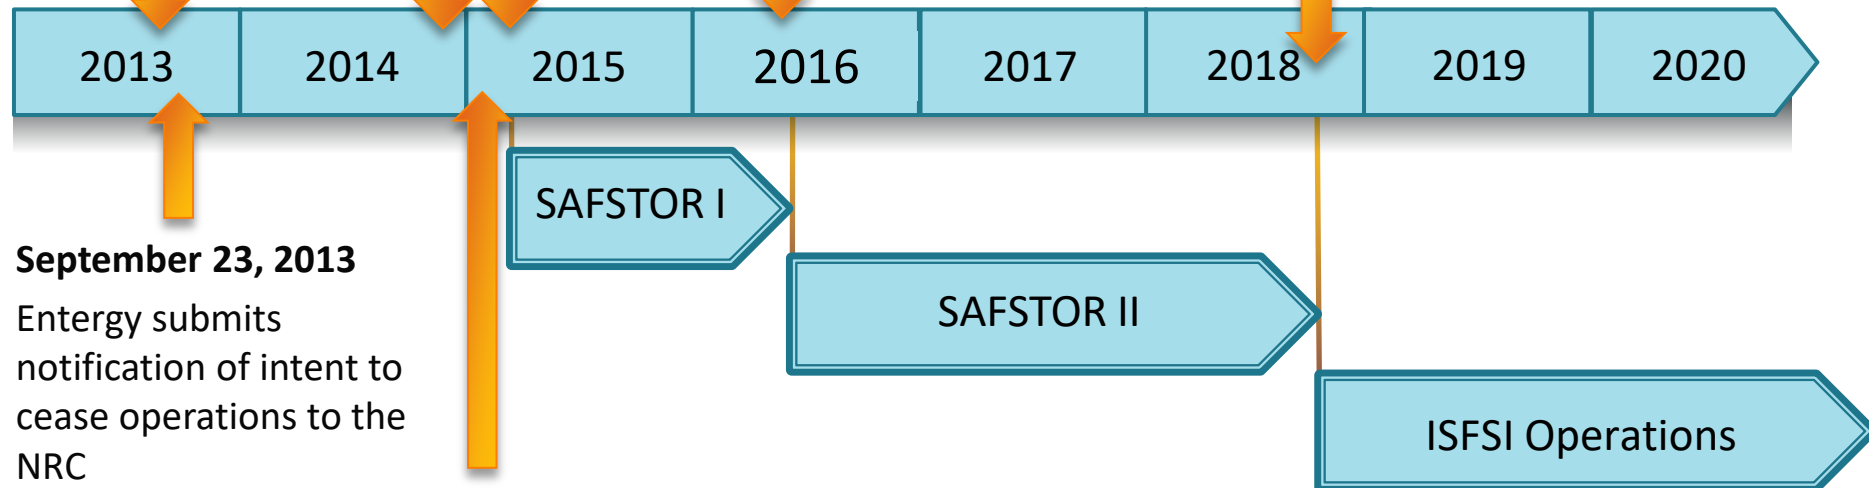 2013 2014 2015 2016 2017 2018 2019 2020
SAFSTOR I
September 23, 2013
Entergy submits
SAFSTOR II
notification of intent to
cease operations to the
NRC
ISFSI Operations